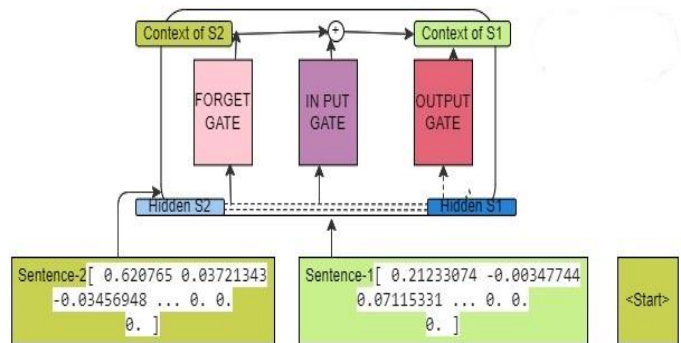 Context of S2
+
Context of S1
FORGET
GATE
IN PUT
GATE
OUTPUT
GATE
Hidden S2
Hidden S1
Sentence-2[ 0.620765 0.03721343
-0.03456948 ... 0. 0.
0. ]
Sentence-1[ 0.21233074 -0.00347744
0.07115331 ... 0. 0.
0. ]
<Start>